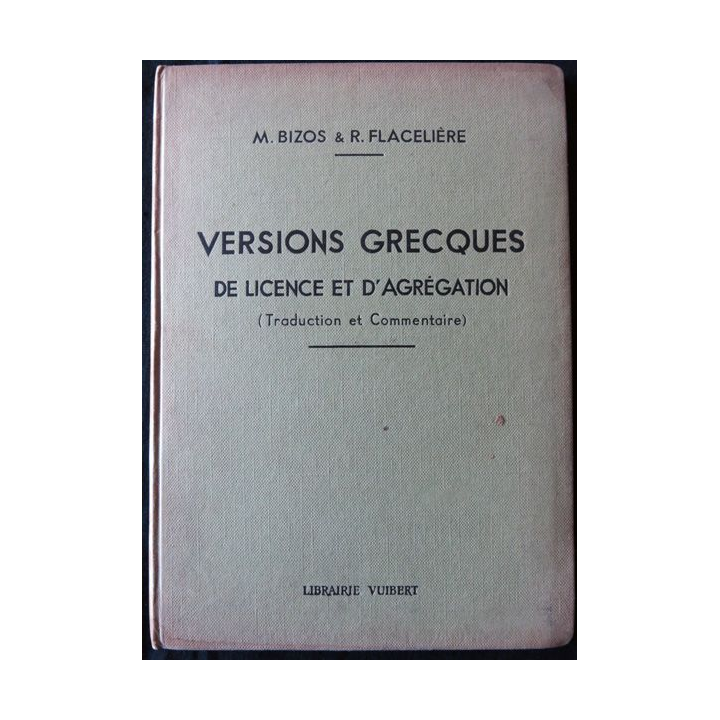 M. BIZOS & R. FLACELIÈRE
VERSIONS GRECQUES
DE LICENCE ET D'AGRÉGATION
(Traduction et Commentaire)
LIBRAIRIE VUIBERT